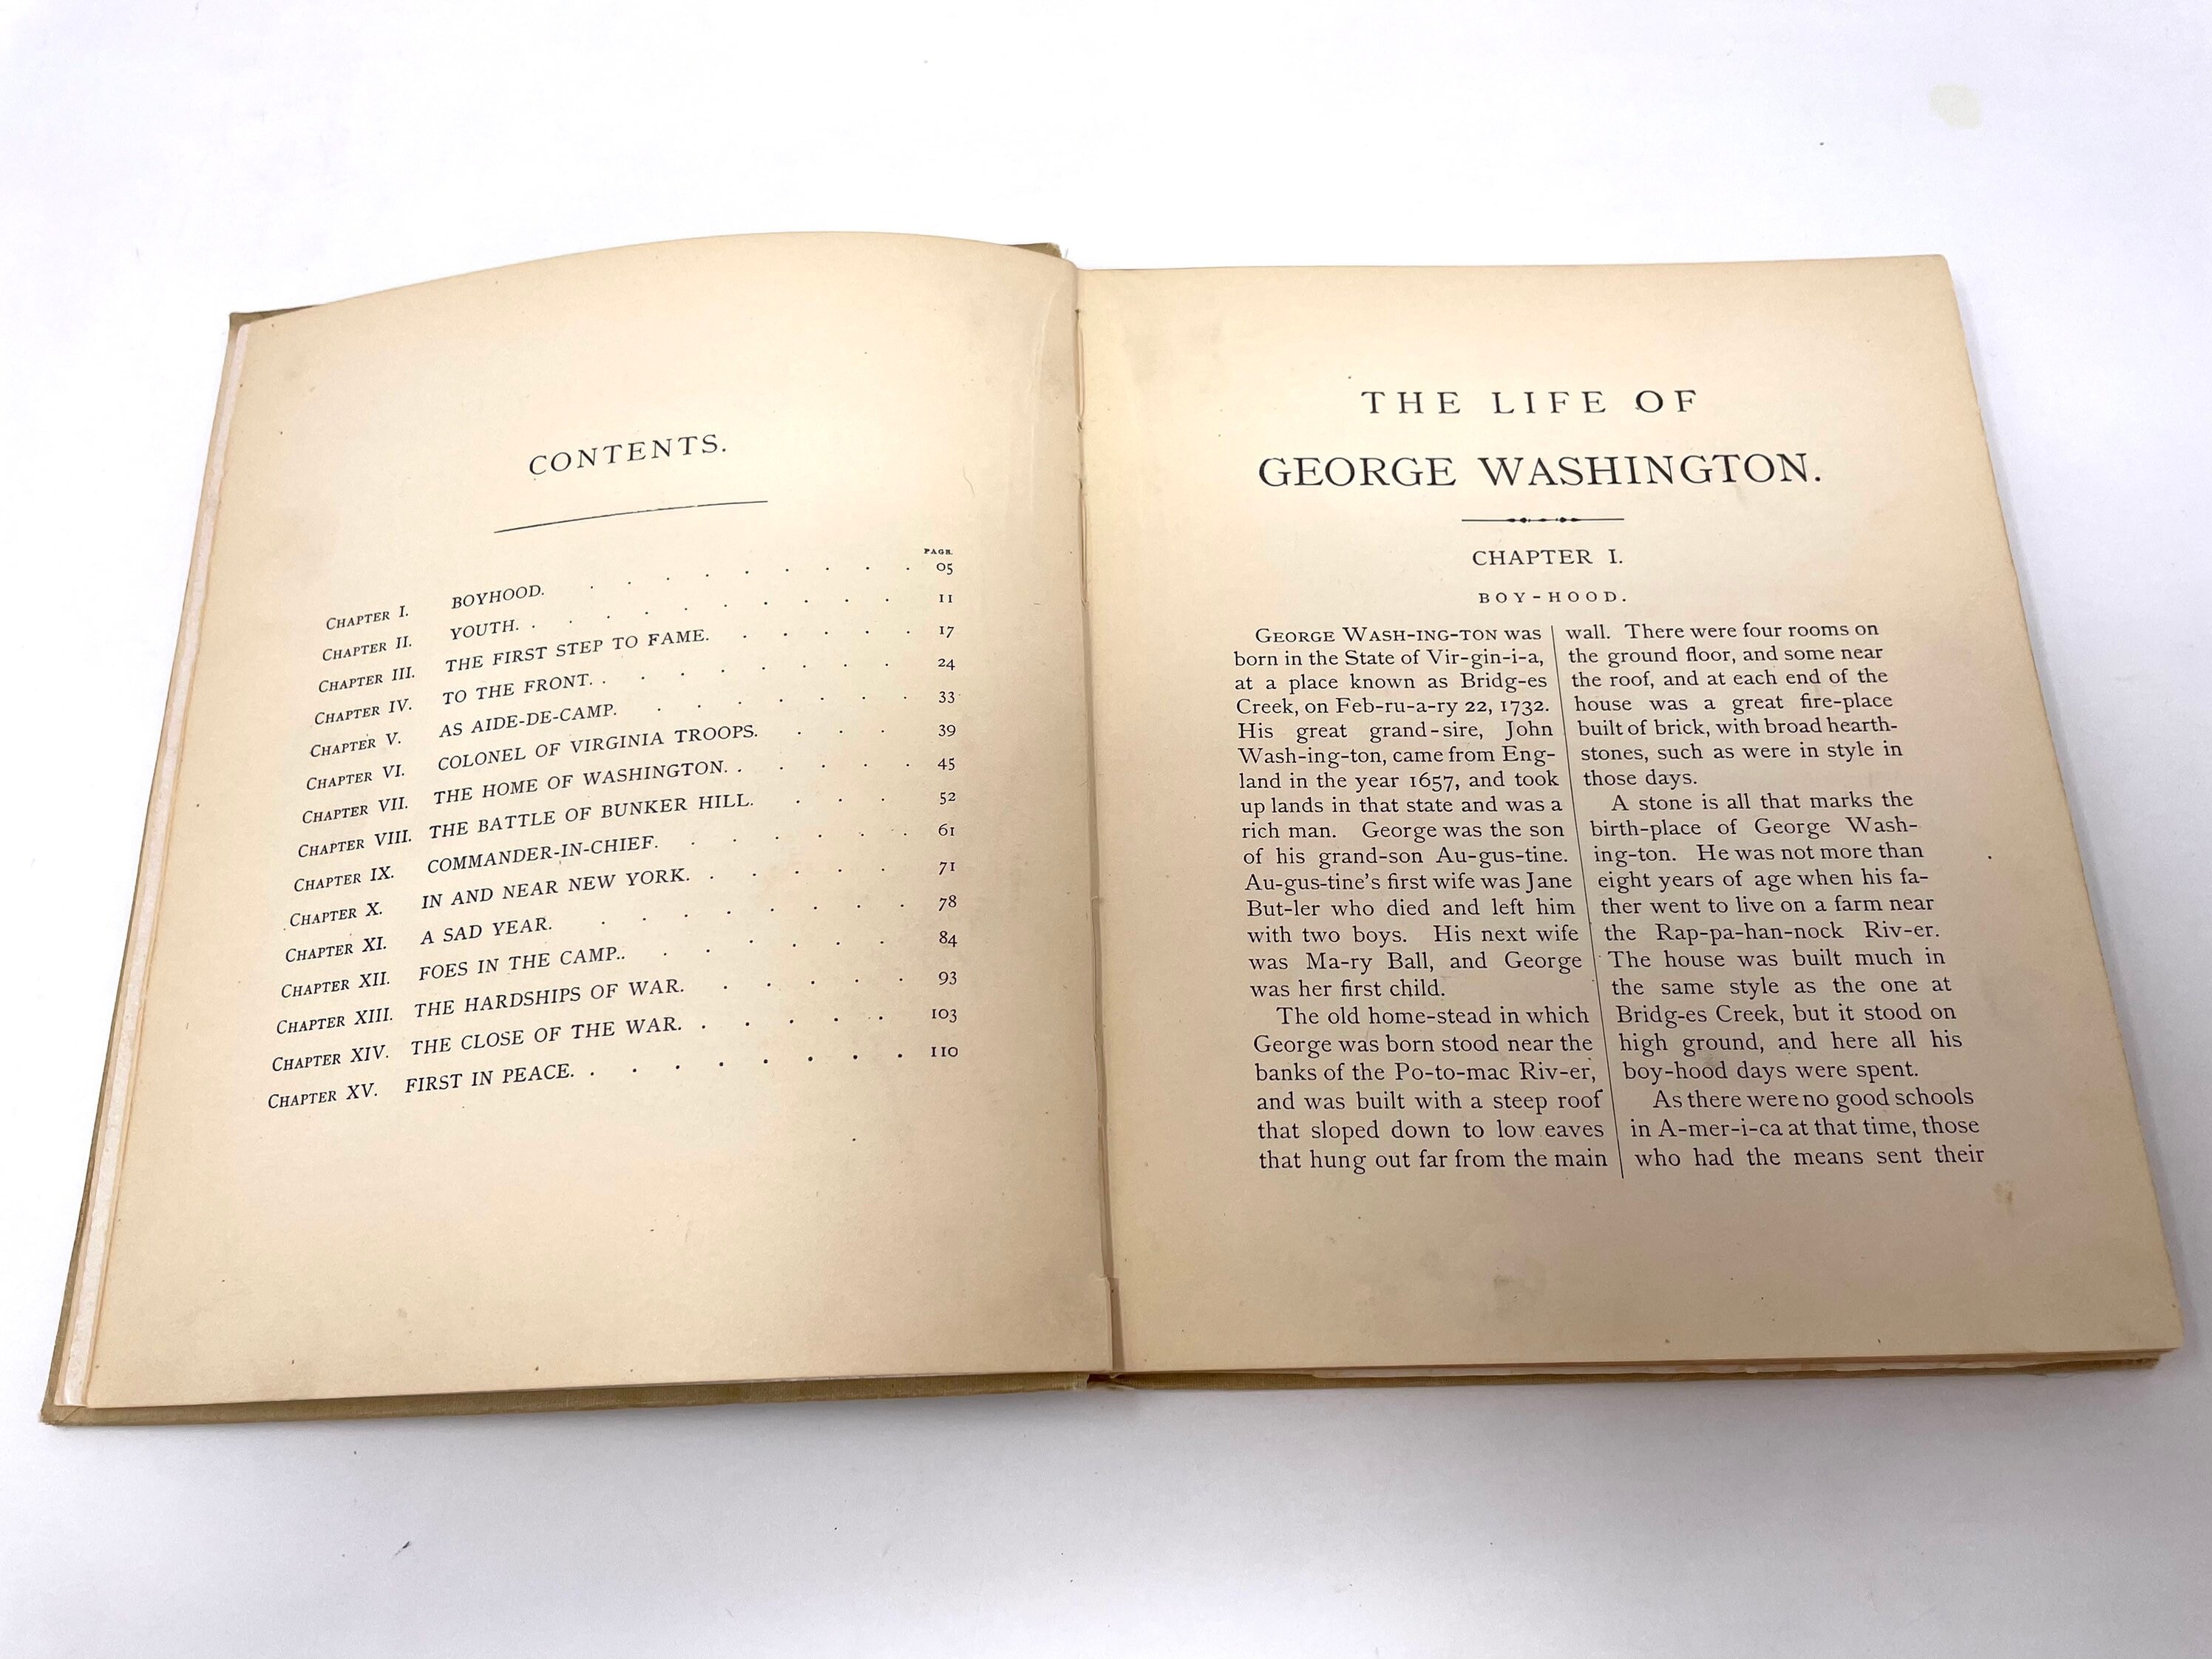 CONTENTS.
PAGE.
CHAPTER I. BOYHOOD. . . . . . . . . . 05
CHAPTER II. YOUTH. . . . . . . . . . 11
CHAPTER III. THE FIRST STEP TO FAME. . . . . . 17
CHAPTER IV. TO THE FRONT. . . . . . . . 24
CHAPTER V. AS AIDE-DE-CAMP. . . . . . . . 33
CHAPTER VI. COLONEL OF VIRGINIA TROOPS. . . . 39
CHAPTER VII. THE HOME OF WASHINGTON. . . . . . 45
CHAPTER VIII. THE BATTLE OF BUNKER HILL. . . . 52
CHAPTER IX. COMMANDER-IN-CHIEF. . . . . . . 61
CHAPTER X. IN AND NEAR NEW YORK. . . . . . 71
CHAPTER XI. A SAD YEAR. . . . . . . . . 78
CHAPTER XII. FOES IN THE CAMP.. . . . . . 84
CHAPTER XIII. THE HARDSHIPS OF WAR. . . . . . 93
CHAPTER XIV. THE CLOSE OF THE WAR. . . . . . 103
CHAPTER XV. FIRST IN PEACE. . . . . . . . . 110
THE LIFE OF
GEORGE WASHINGTON.
CHAPTER I.
BOY-HOOD.
GEORGE WASH-ING-TON was
born in the State of Vir-gin-i-a,
at a place known as Bridg-es
Creek, on Feb-ru-a-ry 22, 1732.
His great grand-sire, John
Wash-ing-ton, came from Eng-
land in the year 1657, and took
up lands in that state and was a
rich man. George was the son
of his grand-son Au-gus-tine.
Au-gus-tine's first wife was Jane
But-ler who died and left him
with two boys. His next wife
was Ma-ry Ball, and George
was her first child.
The old home-stead in which
George was born stood near the
banks of the Po-to-mac Riv-er,
and was built with a steep roof
that sloped down to low eaves
that hung out far from the main
wall. There were four rooms on
the ground floor, and some near
the roof, and at each end of the
house was a great fire-place
built of brick, with broad hearth-
stones, such as were in style in
those days.
A stone is all that marks the
birth-place of George Wash-
ing-ton. He was not more than
eight years of age when his fa-
ther went to live on a farm near
the Rap-pa-han-nock Riv-er.
The house was built much in
the same style as the one at
Bridg-es Creek, but it stood on
high ground, and here all his
boy-hood days were spent.
As there were no good schools
in A-mer-i-ca at that time, those
who had the means sent their